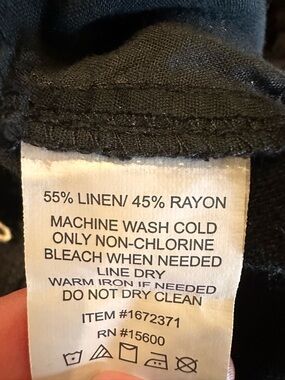 55% LINEN/ 45% RAYON
MACHINE WASH COLD
ONLY NON-CHLORINE
BLEACH WHEN NEEDED
LINE DRY
WARM IRON IF NEEDED
DO NOT DRY CLEAN
ITEM #1672371
RN #15600